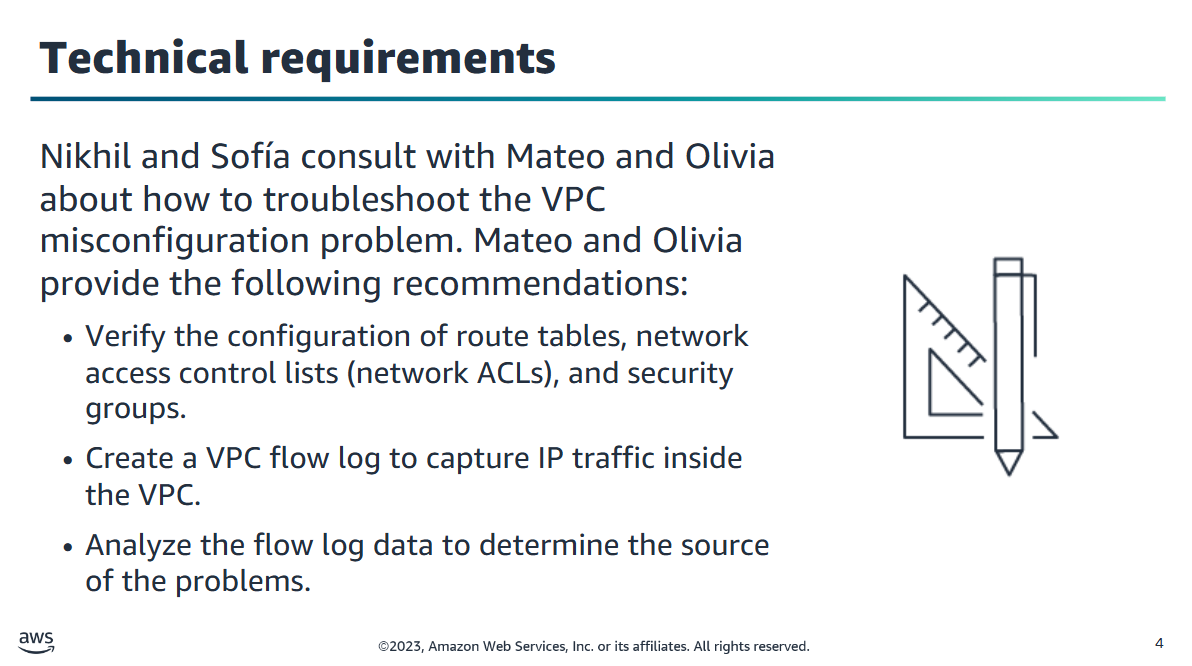 Technical requirements
Nikhil and Sofía consult with Mateo and Olivia
about how to troubleshoot the VPC
misconfiguration problem. Mateo and Olivia
provide the following recommendations:
• Verify the configuration of route tables, network
access control lists (network ACLs), and security
groups.
• Create a VPC flow log to capture IP traffic inside
the VPC.
• Analyze the flow log data to determine the source
of the problems.
aws
©2023, Amazon Web Services, Inc. or its affiliates. All rights reserved.
4